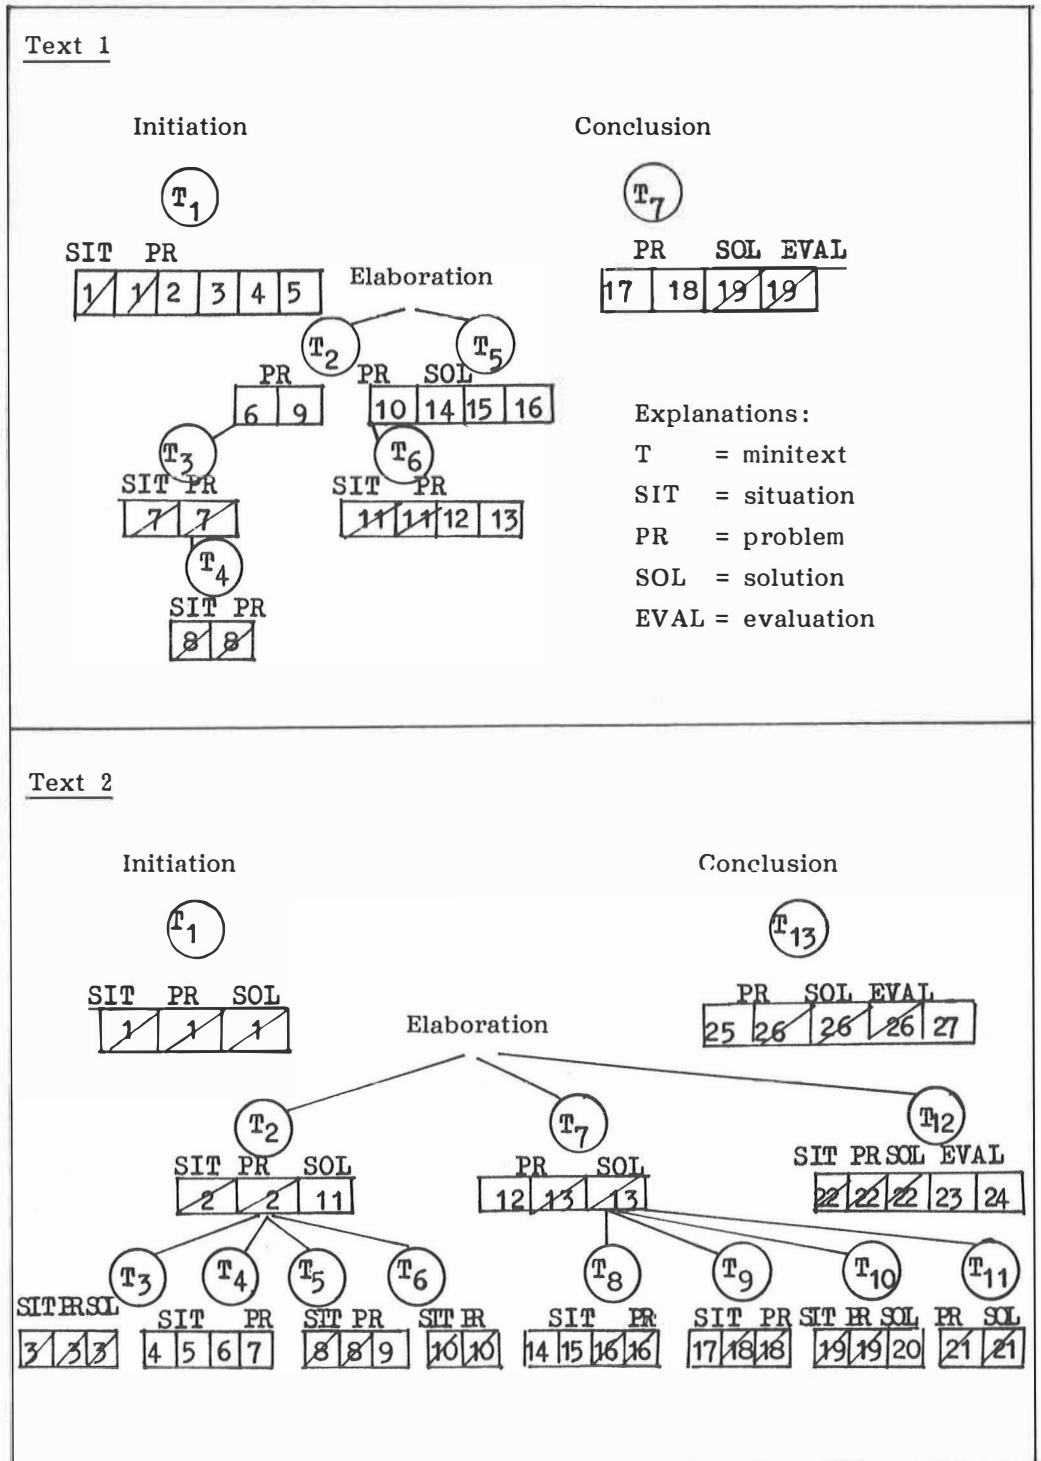 Text 1
Initiation Conclusion
T1 T7
SIT PR PR SOL EVAL
1 1 2 3 4 5 Elaboration 17 18 19 19
T2 T5
PR PR SOL
6 9 10 14 15 16 Explanations:
T3 T6 T = minitext
SIT PR SIT PR SIT = situation
7 7 11 11 12 13 PR = problem
T4 SOL = solution
SIT PR EVAL = evaluation
8 8
Text 2
Initiation Conclusion
T1 T13
SIT PR SOL PR SOL EVAL
1 1 1 Elaboration 25 26 26 26 27
T2 T7 T12
SIT PR SOL PR SOL SIT PR SOL EVAL
2 2 11 12 13 13 22 22 22 23 24
T3 T4 T5 T6 T8 T9 T10 T11
SIT PR SOL SIT PR SIT PR SIT PR SIT PR SIT PR SIT PR SOL PR SOL
3 3 3 4 5 6 7 8 8 9 10 10 14 15 16 16 17 18 18 19 19 20 21 21